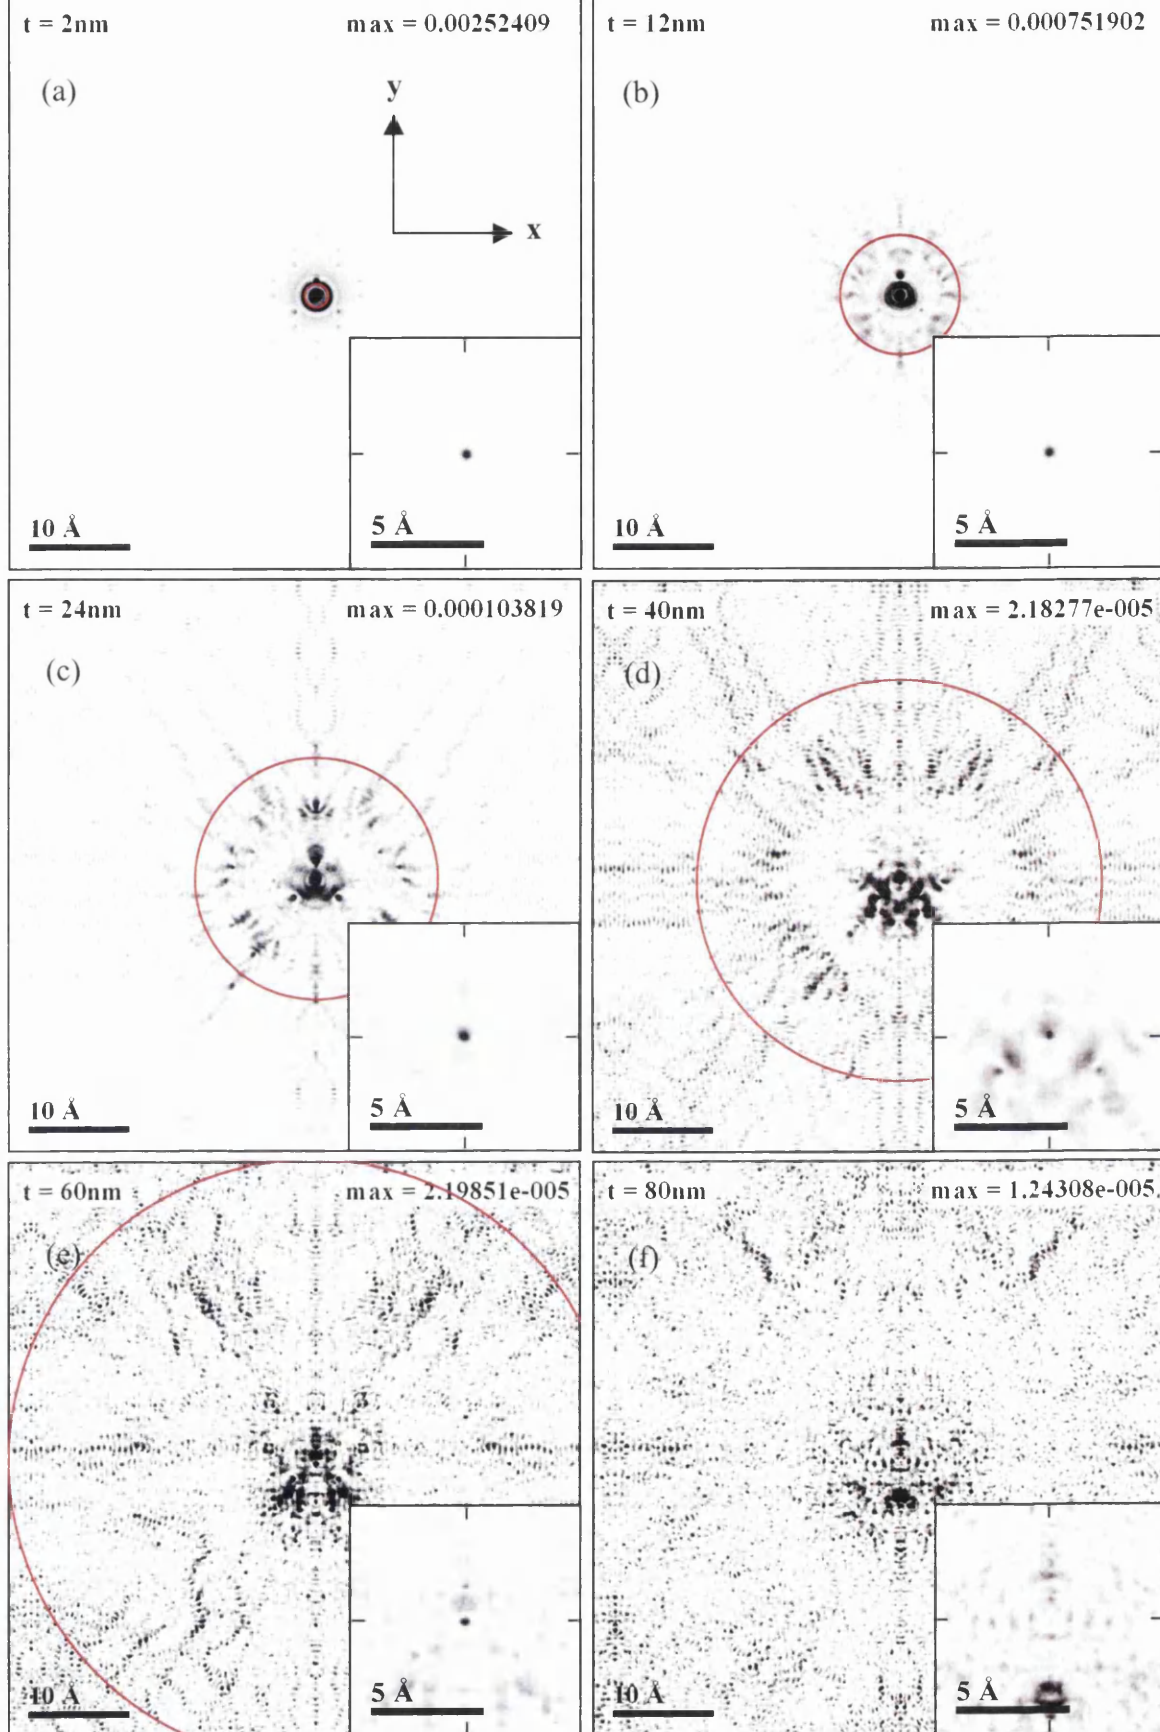 t = 2nm max = 0.00252409
(a)
y
x
10 Å
5 Å
t = 12nm max = 0.000751902
(b)
10 Å
5 Å
t = 24nm max = 0.000103819
(c)
10 Å
5 Å
t = 40nm max = 2.18277e-005
(d)
10 Å
5 Å
t = 60nm max = 2.19851e-005
(e)
10 Å
5 Å
t = 80nm max = 1.24308e-005.
(f)
10 Å
5 Å